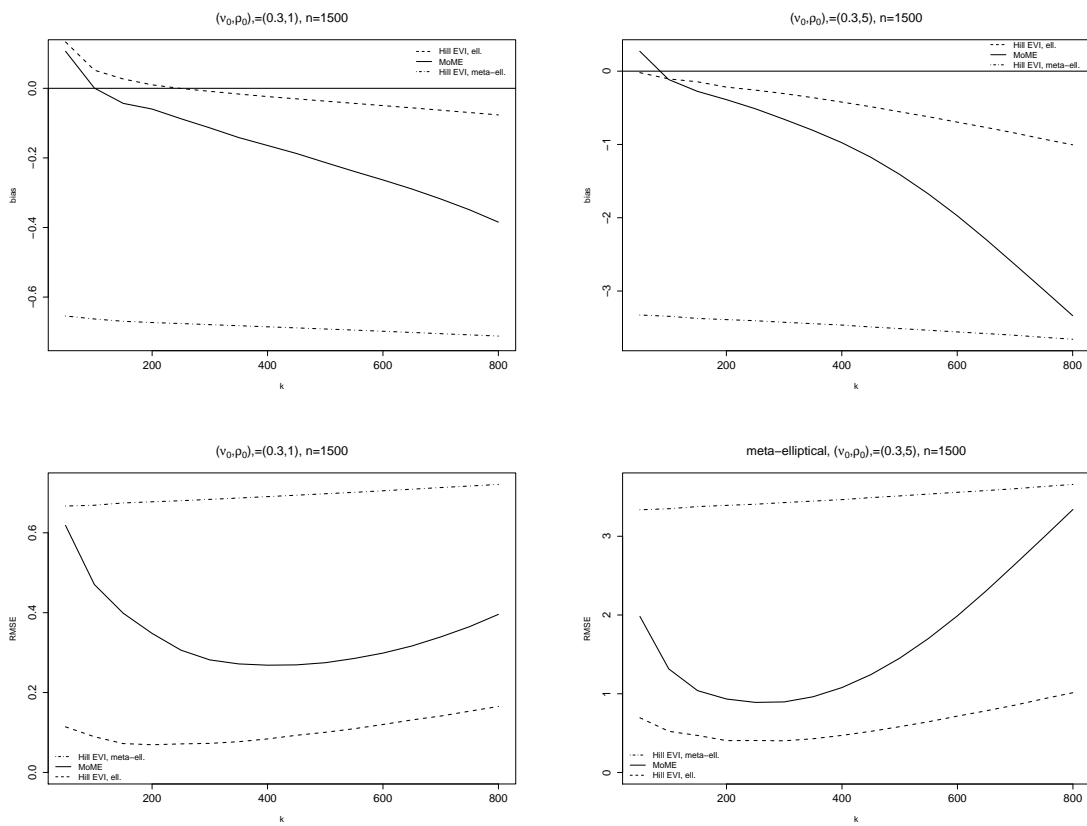 (ν₀,ρ₀),=(0.3,1), n=1500
Hill EVI, ell.
MoME
Hill EVI, meta−ell.
bias
0.0
−0.2
−0.4
−0.6
200
400
600
800
k
(ν₀,ρ₀),=(0.3,5), n=1500
Hill EVI, ell.
MoME
Hill EVI, meta−ell.
bias
0
−1
−2
−3
200
400
600
800
k
(ν₀,ρ₀),=(0.3,1), n=1500
RMSE
0.6
0.4
0.2
0.0
Hill EVI, meta−ell.
MoME
Hill EVI, ell.
200
400
600
800
k
meta−elliptical, (ν₀,ρ₀),=(0.3,5), n=1500
RMSE
3
2
1
0
Hill EVI, meta−ell.
MoME
Hill EVI, ell.
200
400
600
800
k